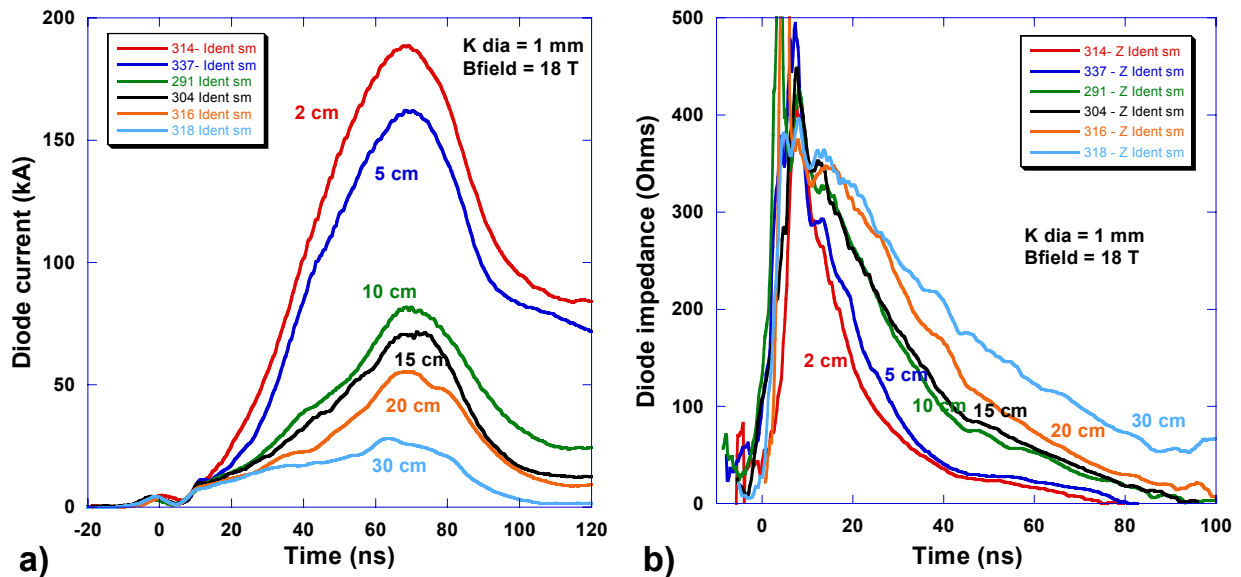 200
150
100
50
0
Diode current (kA)
314- Ident sm
337- Ident sm
291 Ident sm
304 Ident sm
316 Ident sm
318 Ident sm
K dia = 1 mm
Bfield = 18 T
2 cm
5 cm
10 cm
15 cm
20 cm
30 cm
-20 0 20 40 60 80 100 120
Time (ns)
a)
500
400
300
200
100
0
Diode impedance (Ohms)
314- Z Ident sm
337 - Z Ident sm
291 - Z Ident sm
304 - Z Ident sm
316 - Z Ident sm
318 - Z Ident sm
K dia = 1 mm
Bfield = 18 T
2 cm
5 cm
10 cm
15 cm
20 cm
30 cm
0 20 40 60 80 100
Time (ns)
b)